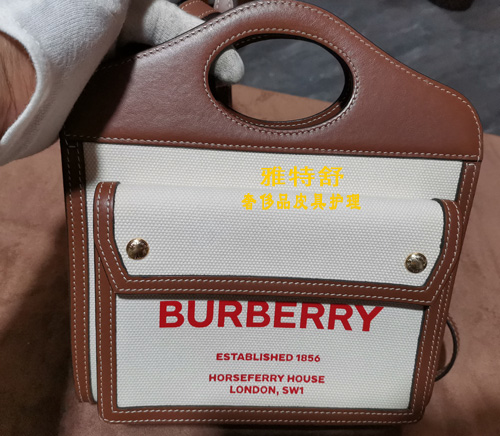 雅特舒
奢侈品皮具护理
BURBERRY
ESTABLISHED 1856
HORSEFERRY HOUSE
LONDON, SW1